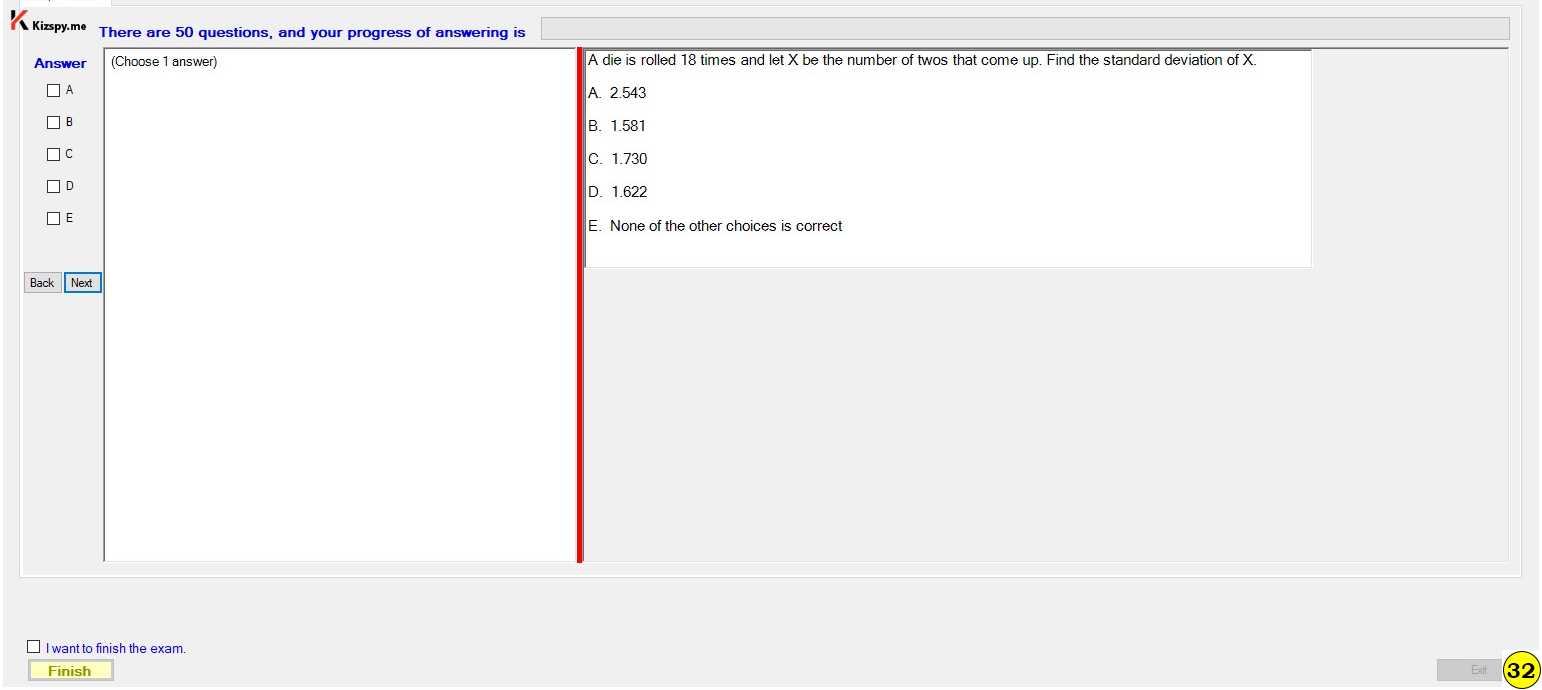 Kizspy.me
There are 50 questions, and your progress of answering is
Answer
A
B
C
D
E
Back Next
(Choose 1 answer)
A die is rolled 18 times and let X be the number of twos that come up. Find the standard deviation of X.
A. 2.543
B. 1.581
C. 1.730
D. 1.622
E. None of the other choices is correct
I want to finish the exam.
Finish
Exit
32